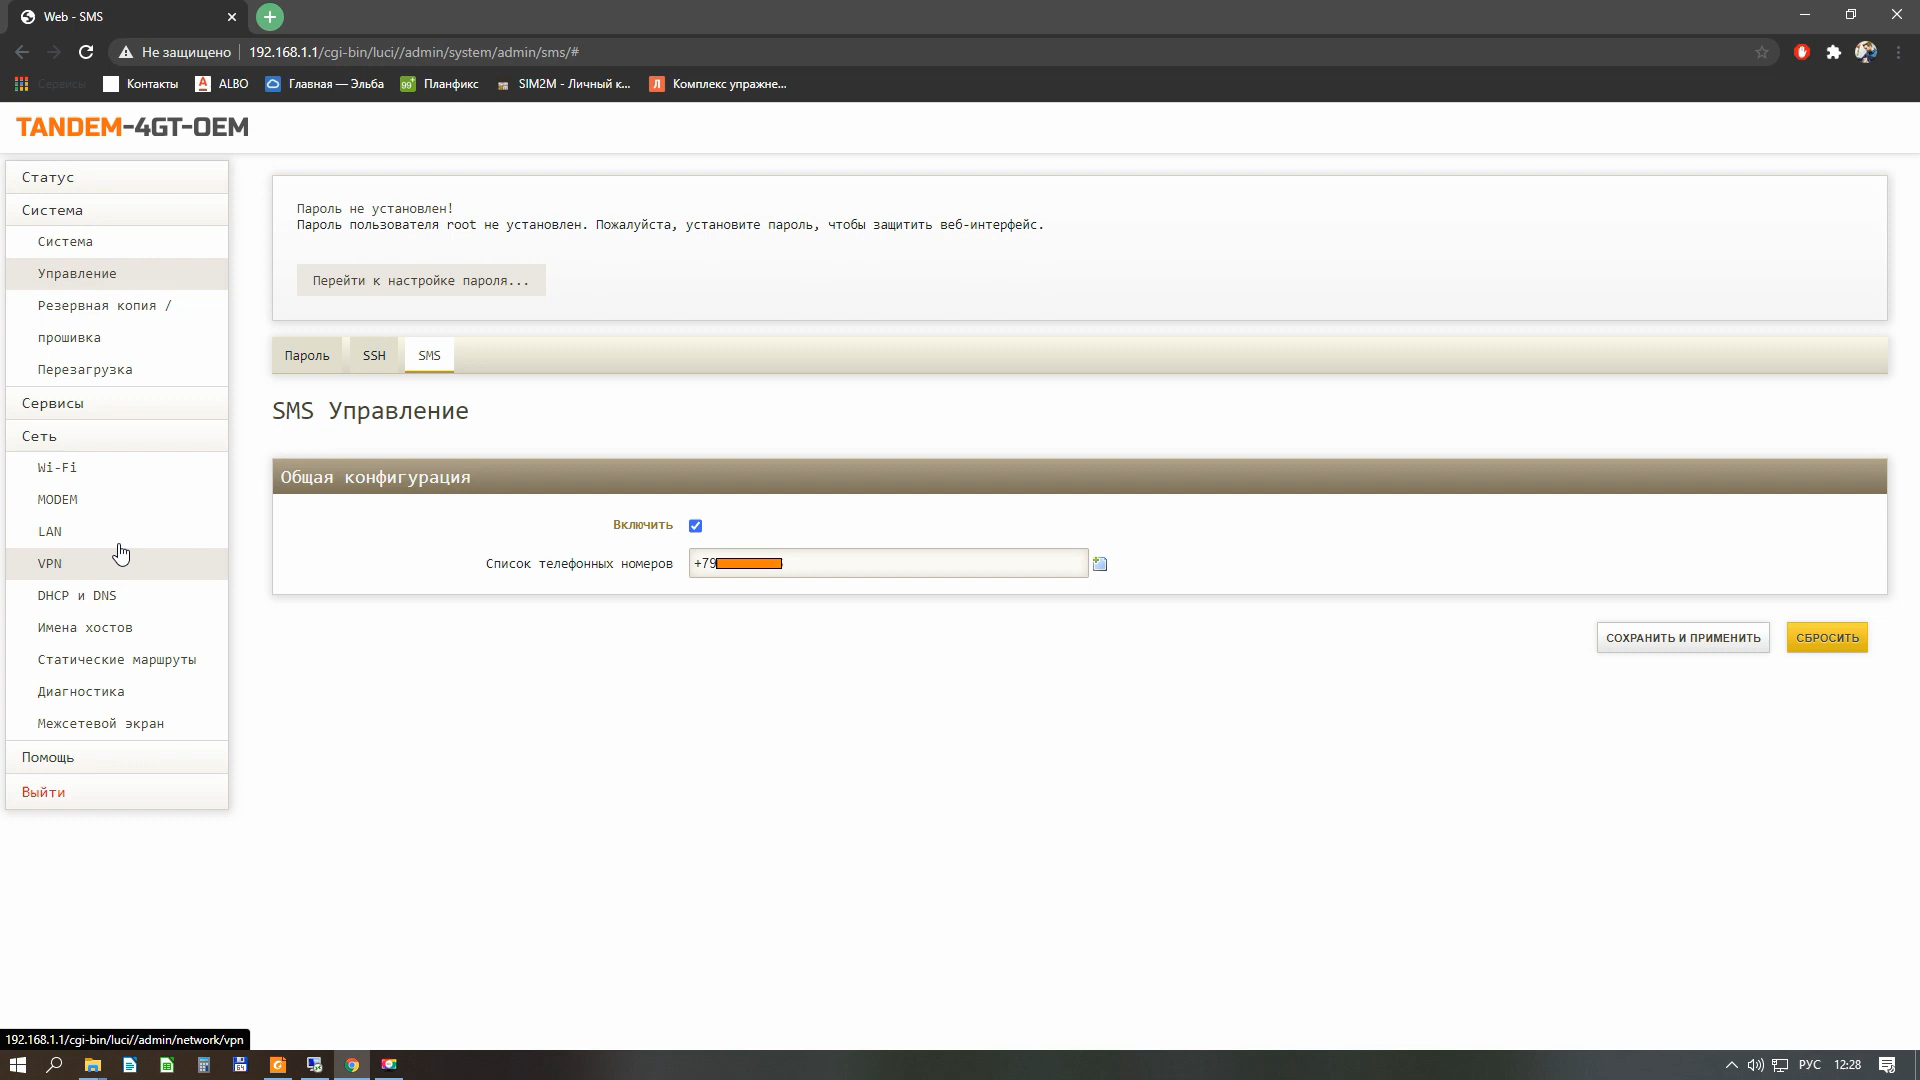 Web - SMS
Не защищено
192.168.1.1/cgi-bin/luci//admin/system/admin/sms/#
Сервисы
Контакты
ALBO
Главная — Эльба
Планфикс
SIM2M - Личный к...
Комплекс упражне...
TANDEM-4GT-OEM
Статус
Система
Система
Управление
Резервная копия /
прошивка
Перезагрузка
Сервисы
Сеть
Wi-Fi
MODEM
LAN
VPN
DHCP и DNS
Имена хостов
Статические маршруты
Диагностика
Межсетевой экран
Помощь
Выйти
Пароль не установлен!
Пароль пользователя root не установлен. Пожалуйста, установите пароль, чтобы защитить веб-интерфейс.
Перейти к настройке пароля...
Пароль
SSH
SMS
SMS Управление
Общая конфигурация
Включить
Список телефонных номеров
+79
СОХРАНИТЬ И ПРИМЕНИТЬ
СБРОСИТЬ
192.168.1.1/cgi-bin/luci//admin/network/vpn
РУС
12:28